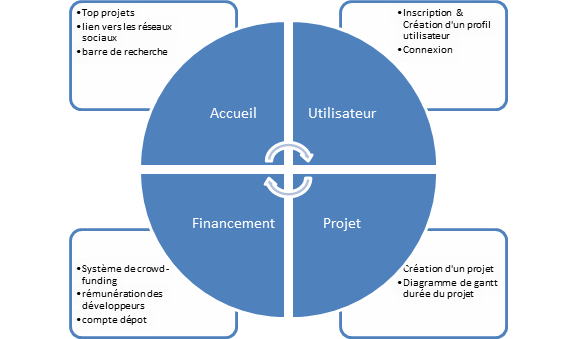 • Top projets
• lien vers les réseaux
sociaux
• barre de recherche
• Inscription &
Création d'un profil
utilisateur
• Connexion
Accueil
Utilisateur
Financement
Projet
• Système de crowd-
funding
• rémunération des
développeurs
• compte dépot
Création d'un projet
• Diagramme de gantt
durée du projet